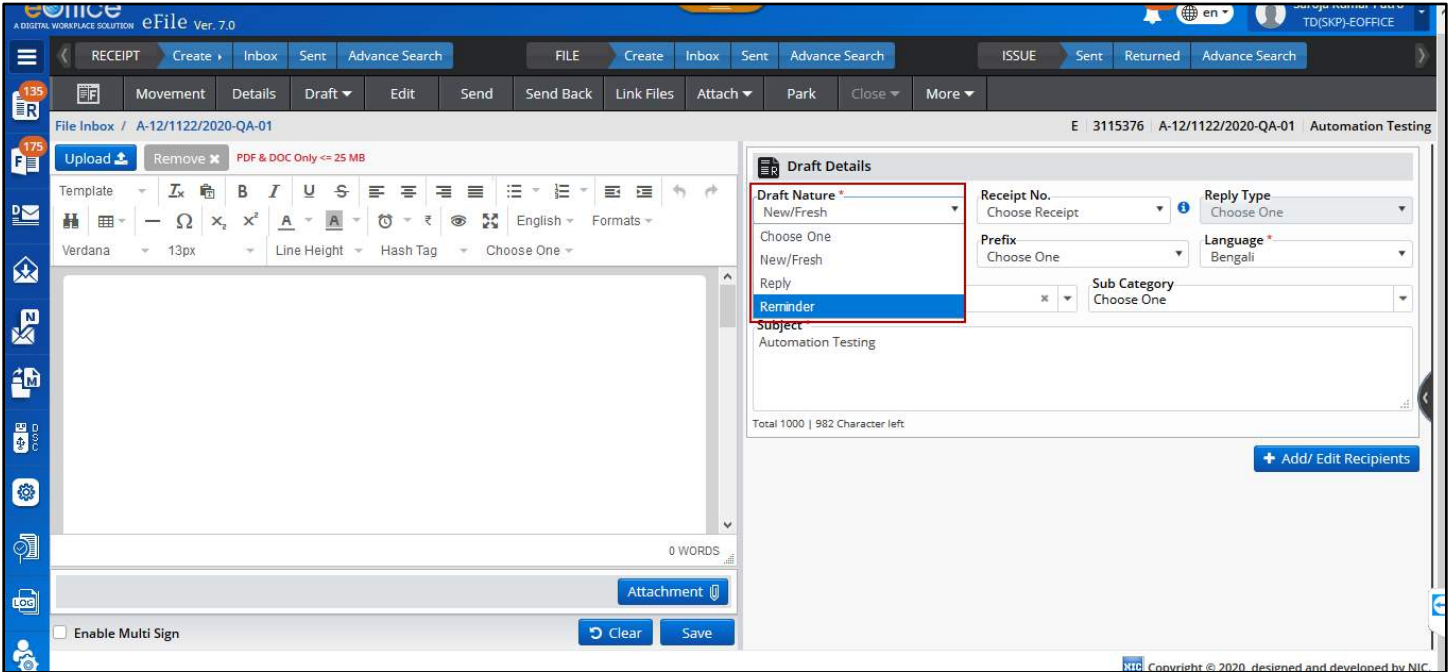 eOffice
A DIGITAL WORKPLACE SOLUTION eFile Ver. 7.0
en
TD(SKP)-EOFFICE
RECEIPT Create Inbox Sent Advance Search FILE Create Inbox Sent Advance Search ISSUE Sent Returned Advance Search
135
R
Movement Details Draft Edit Send Send Back Link Files Attach Park Close More
File Inbox / A-12/1122/2020-QA-01 E 3115376 A-12/1122/2020-QA-01 Automation Testing
175
F
Upload Remove PDF & DOC Only <= 25 MB
Draft Details
Template
English Formats
Verdana 13px Line Height Hash Tag Choose One
Draft Nature * Receipt No. Reply Type
New/Fresh Choose Receipt Choose One
Choose One
New/Fresh
Reply
Reminder
Prefix Language *
Choose One Bengali
Sub Category
Choose One
Subject *
Automation Testing
Total 1000 | 982 Character left
+ Add/ Edit Recipients
D
N
M
DSC
LOG
0 WORDS
Attachment
Enable Multi Sign Clear Save
NIC Copyright © 2020, designed and developed by NIC.